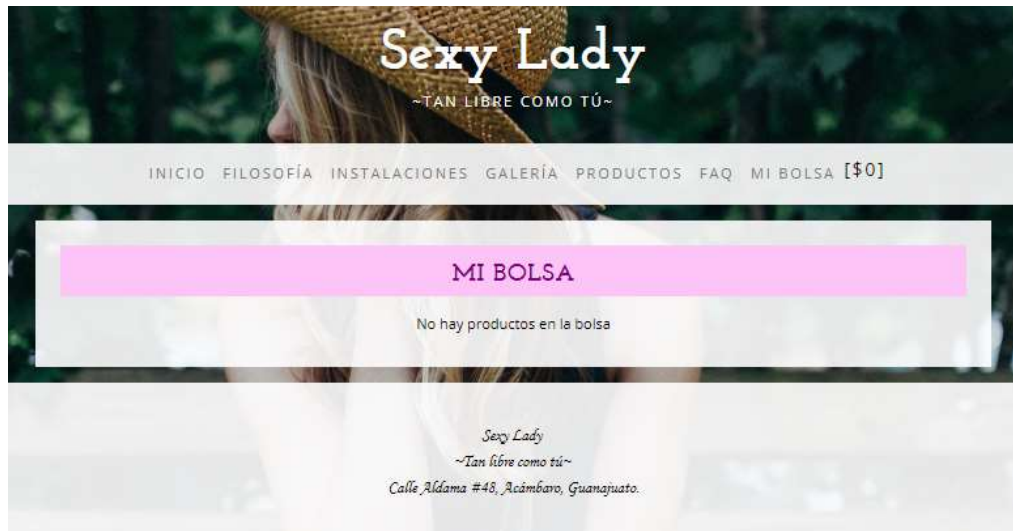 Sexy Lady
~TAN LIBRE COMO TÚ~
INICIO FILOSOFÍA INSTALACIONES GALERÍA PRODUCTOS FAQ MI BOLSA [$0]
MI BOLSA
No hay productos en la bolsa
Sexy Lady
~Tan libre como tú~
Calle Aldama #48, Acámbaro, Guanajuato.